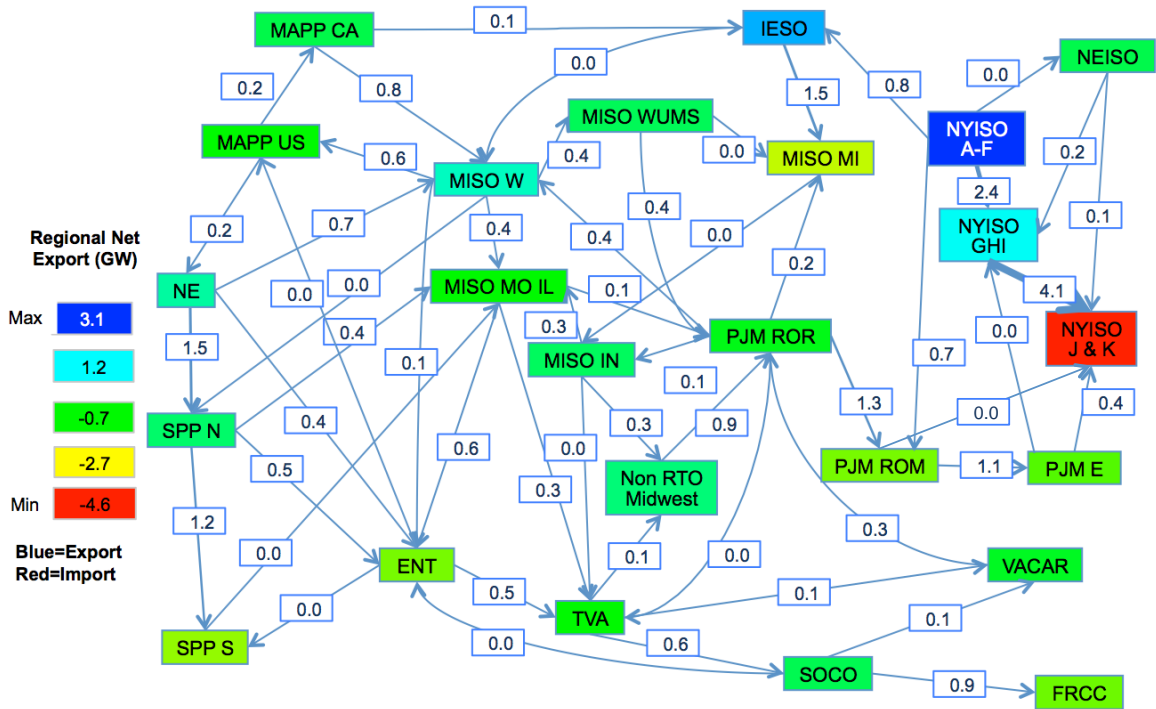 MAPP CA
0.1
IESO
NEISO
0.0
0.0
0.8
0.2
0.8
1.5
MISO WUMS
MAPP US
NYISO
A-F
0.6
0.4
0.0
MISO MI
0.2
MISO W
2.4
0.7
0.4
0.4
0.1
0.2
0.4
0.0
NYISO
GHI
Regional Net
Export (GW)
0.2
NE
0.0
0.0
MISO MO IL
0.1
4.1
Max
3.1
0.4
0.3
PJM ROR
NYISO
J & K
1.5
0.1
MISO IN
0.0
0.7
1.2
0.1
1.3
0.4
-0.7
SPP N
0.4
0.6
0.0
0.3
0.9
0.0
-2.7
0.5
PJM ROM
1.1
PJM E
Min
-4.6
0.3
Non RTO
Midwest
1.2
0.3
Blue=Export
Red=Import
0.0
0.1
0.0
ENT
VACAR
0.5
0.1
0.0
TVA
0.1
SPP S
0.0
0.6
SOCO
0.9
FRCC